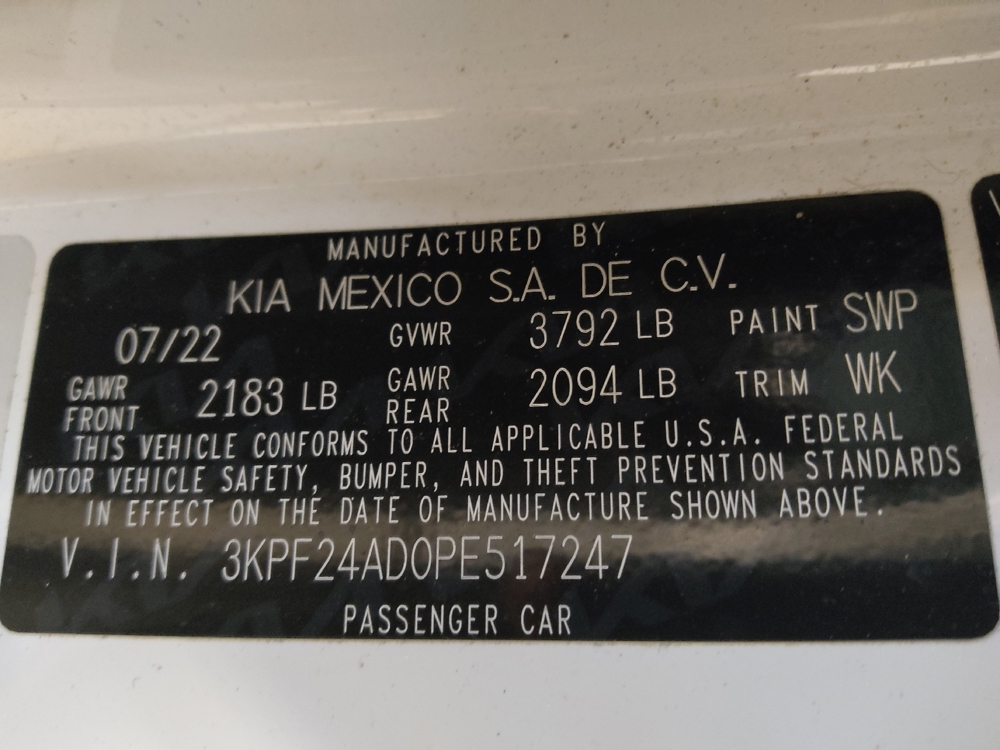 MANUFACTURED BY
KIA MEXICO S.A. DE C.V.
07/22 GVWR 3792 LB PAINT SWP
GAWR FRONT 2183 LB GAWR REAR 2094 LB TRIM WK
THIS VEHICLE CONFORMS TO ALL APPLICABLE U.S.A. FEDERAL
MOTOR VEHICLE SAFETY, BUMPER, AND THEFT PREVENTION STANDARDS
IN EFFECT ON THE DATE OF MANUFACTURE SHOWN ABOVE.
V.I.N. 3KPF24AD0PE517247
PASSENGER CAR